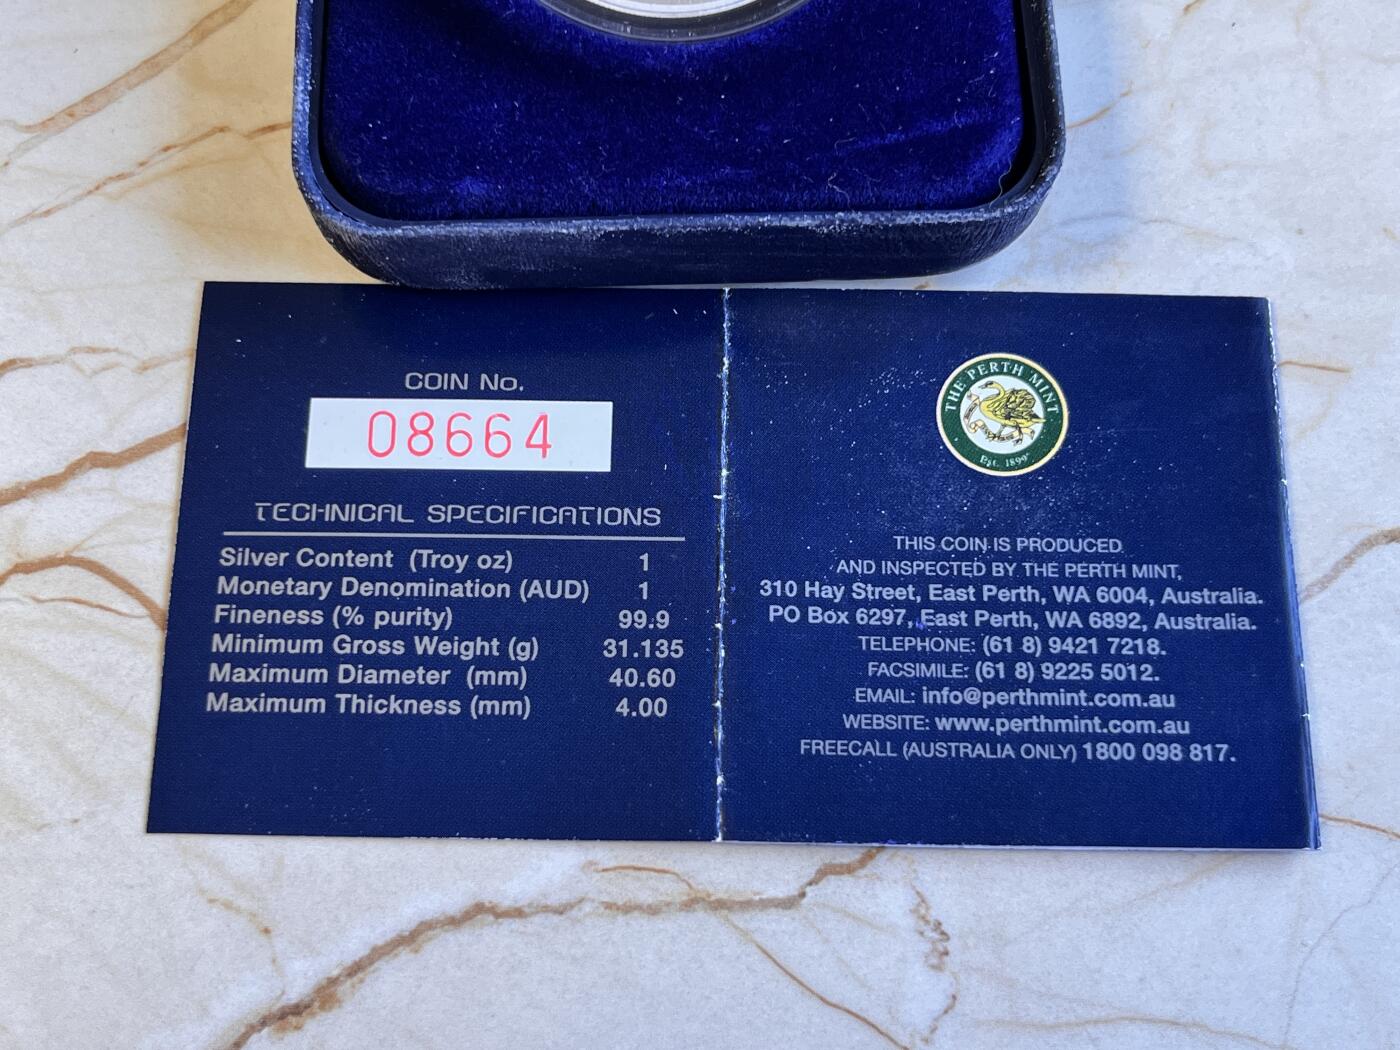 COIN No.
08664
TECHNICAL SPECIFICATIONS
Silver Content (Troy oz) 1
Monetary Denomination (AUD) 1
Fineness (% purity) 99.9
Minimum Gross Weight (g) 31.135
Maximum Diameter (mm) 40.60
Maximum Thickness (mm) 4.00
THE PERTH MINT
Est. 1899
THIS COIN IS PRODUCED
AND INSPECTED BY THE PERTH MINT,
310 Hay Street, East Perth, WA 6004, Australia.
PO Box 6297, East Perth, WA 6892, Australia.
TELEPHONE: (61 8) 9421 7218.
FACSIMILE: (61 8) 9225 5012.
EMAIL: info@perthmint.com.au
WEBSITE: www.perthmint.com.au
FREECALL (AUSTRALIA ONLY) 1800 098 817.